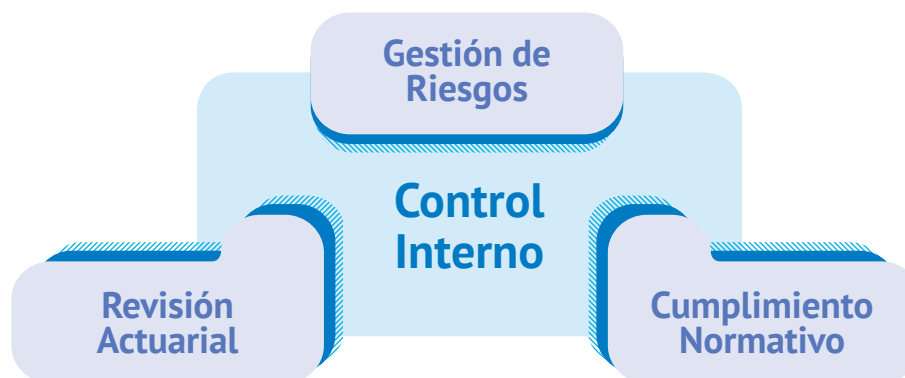 Gestión de
Riesgos
Control
Interno
Revisión
Actuarial
Cumplimiento
Normativo